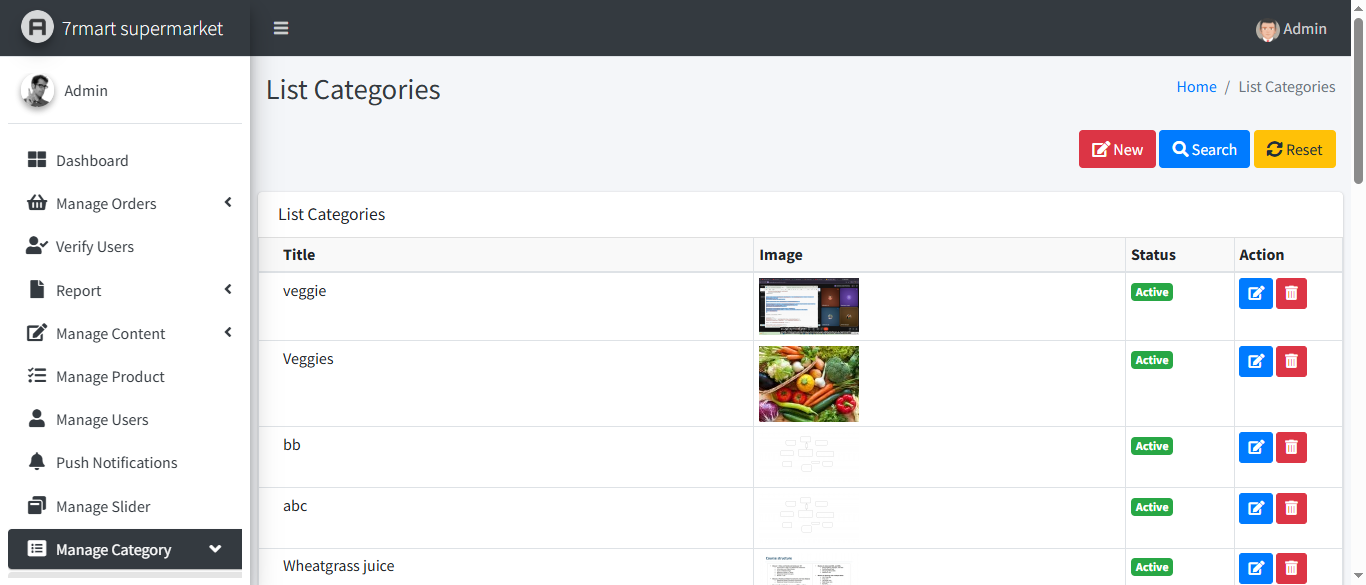 7rmart supermarket
Admin
Admin
List Categories
Home / List Categories
New Search Reset
Dashboard
Manage Orders
Verify Users
Report
Manage Content
Manage Product
Manage Users
Push Notifications
Manage Slider
Manage Category
List Categories
Title Image Status Action
veggie Active
Veggies Active
bb Active
abc Active
Wheatgrass juice Course structure Active